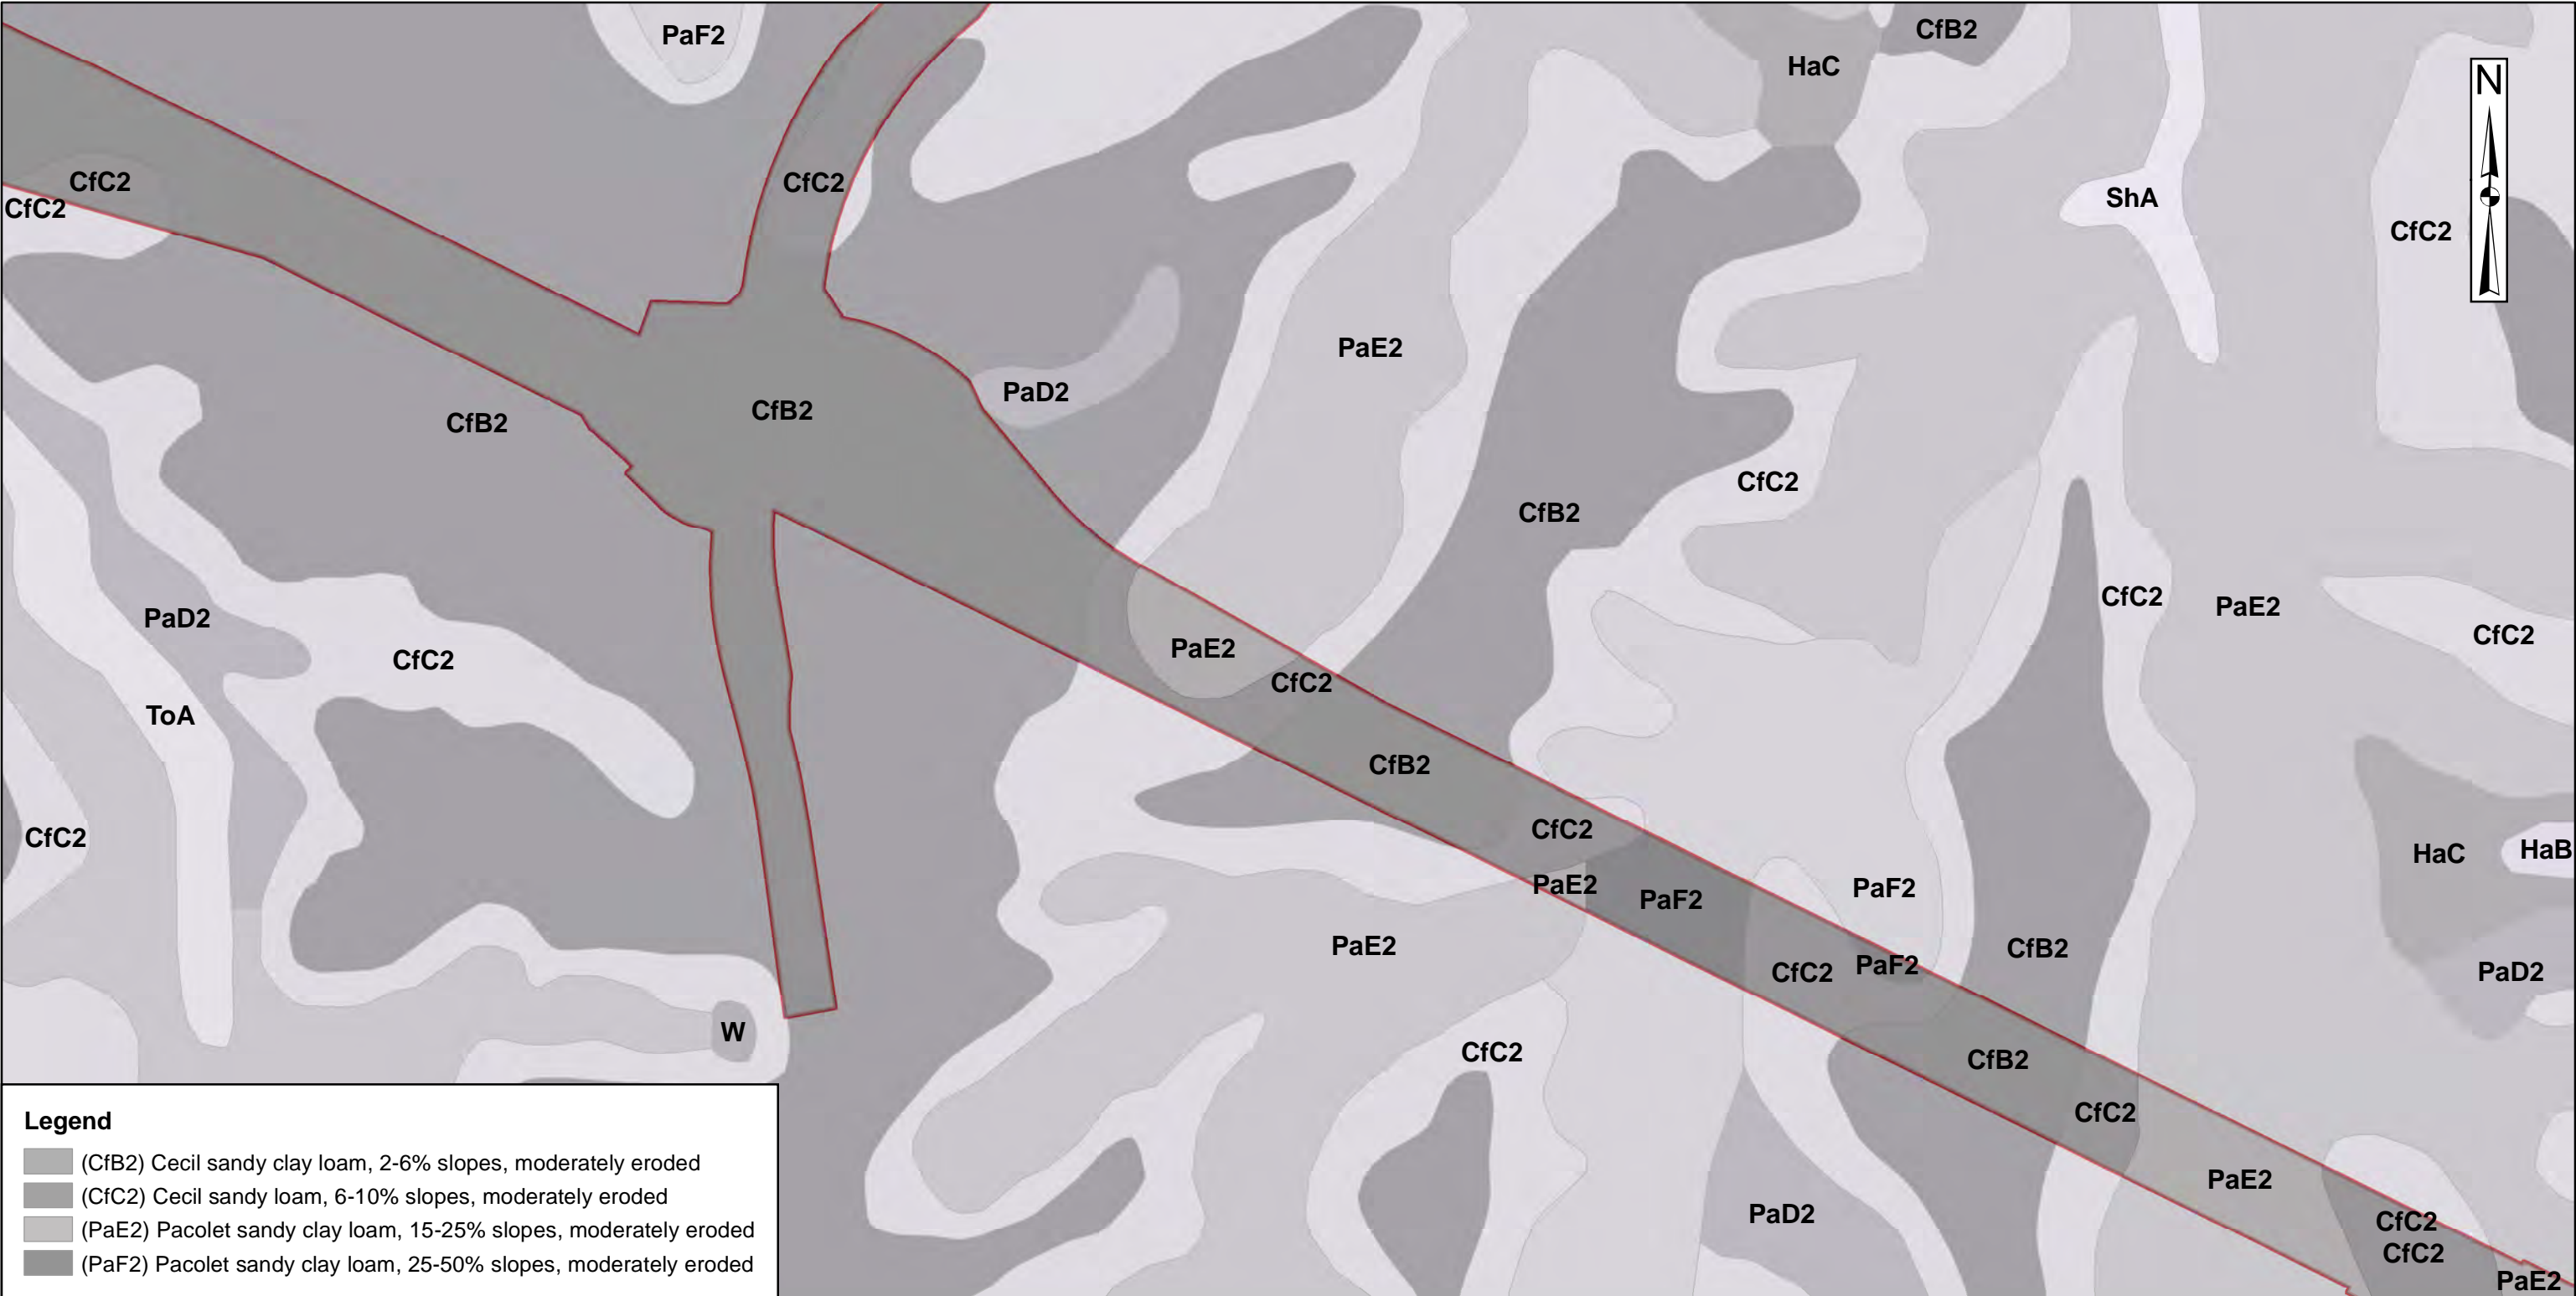 PaF2
CfB2
HaC
N
CfC2
CfC2
CfC2
ShA
CfC2
PaE2
PaD2
CfB2
CfB2
CfC2
CfB2
CfC2
PaE2
PaD2
CfC2
PaE2
CfC2
CfC2
ToA
CfB2
CfC2
CfC2
HaC
HaB
PaE2
PaF2
PaF2
PaE2
CfB2
PaF2
CfC2
PaD2
W
CfC2
CfB2
CfC2
PaE2
PaD2
CfC2
CfC2
PaE2
Legend
(CfB2) Cecil sandy clay loam, 2-6% slopes, moderately eroded
(CfC2) Cecil sandy loam, 6-10% slopes, moderately eroded
(PaE2) Pacolet sandy clay loam, 15-25% slopes, moderately eroded
(PaF2) Pacolet sandy clay loam, 25-50% slopes, moderately eroded